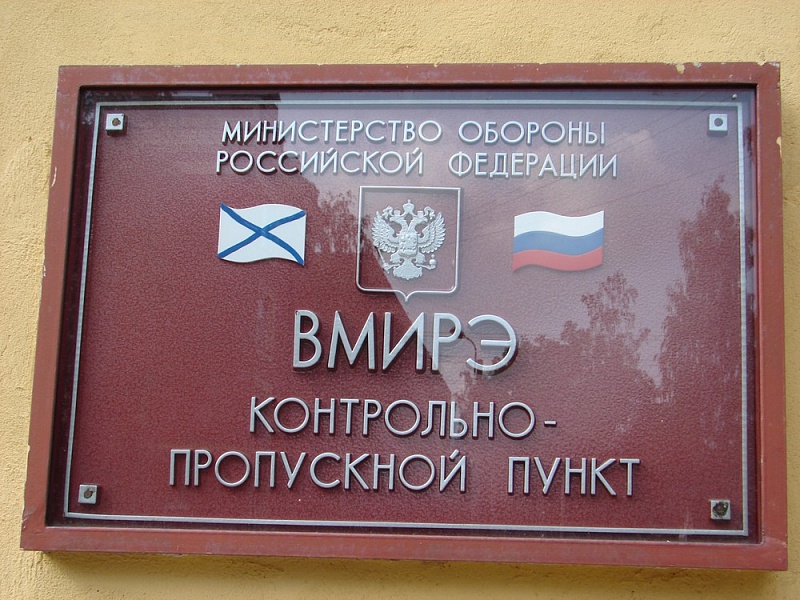 МИНИСТЕРСТВО ОБОРОНЫ
РОССИЙСКОЙ ФЕДЕРАЦИИ
ВМИРЭ
КОНТРОЛЬНО-
ПРОПУСКНОЙ ПУНКТ